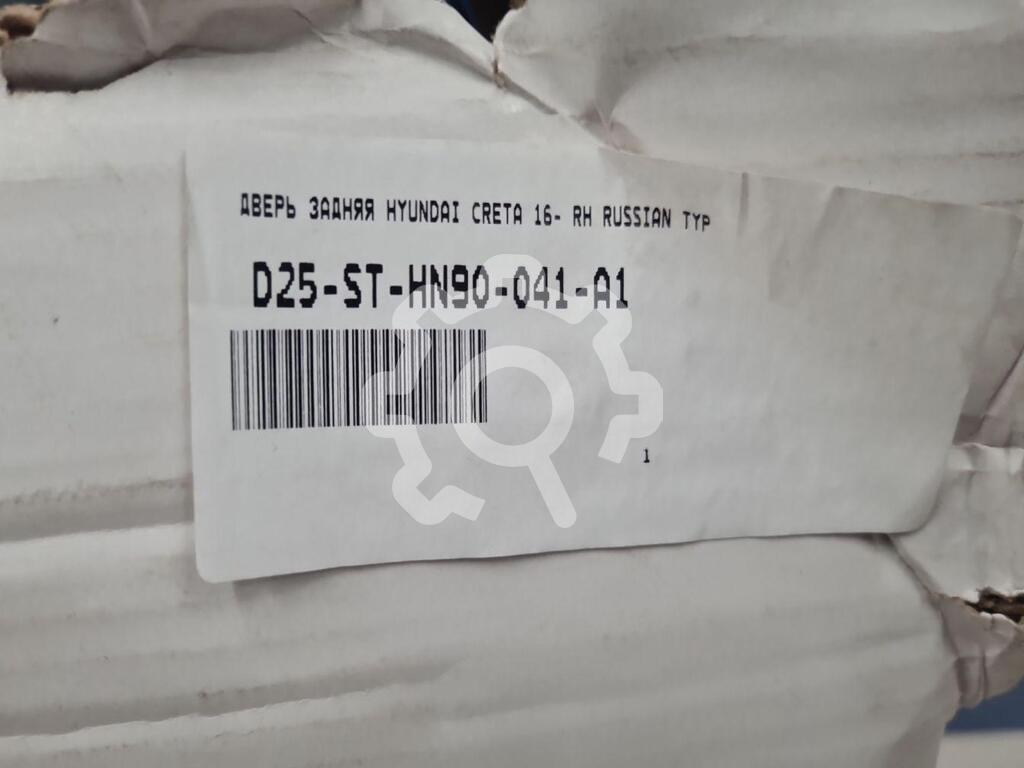 ДВЕРЬ ЗАДНЯЯ HYUNDAI CRETA 16- RH RUSSIAN TYP
D25-ST-HN90-041-A1
1